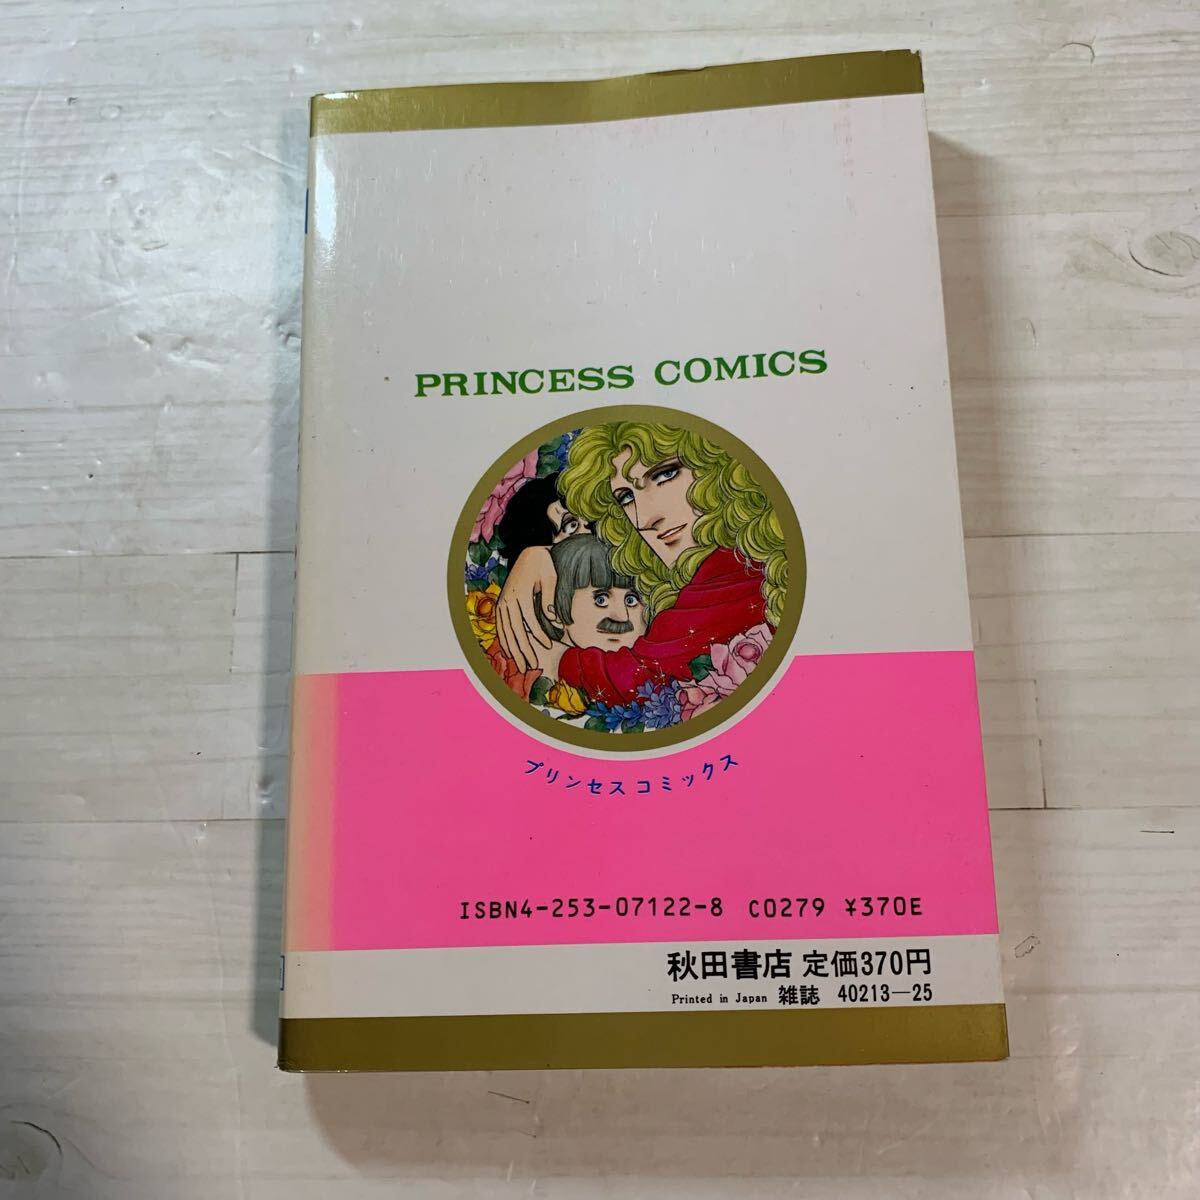 PRINCESS COMICS
プリンセスコミックス
ISBN4-253-07122-8 C0279 ¥370E
秋田書店 定価370円
Printed in Japan 雑誌 40213—25